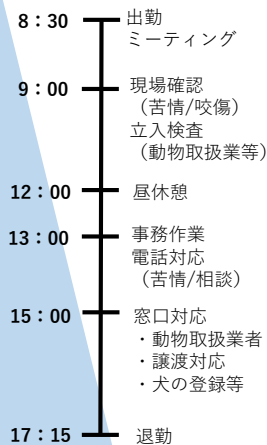 8：30 出勤
ミーティング
9：00 現場確認
（苦情/咬傷）
立入検査
（動物取扱業等）
12：00 昼休憩
13：00 事務作業
電話対応
（苦情/相談）
15：00 窓口対応
・動物取扱業者
・譲渡対応
・犬の登録等
17：15 退勤